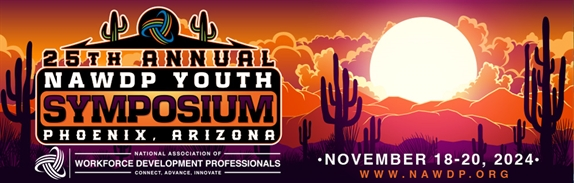 25TH ANNUAL
NAWDP YOUTH
SYMPOSIUM
PHOENIX, ARIZONA
NATIONAL ASSOCIATION OF
WORKFORCE DEVELOPMENT PROFESSIONALS
CONNECT, ADVANCE, INNOVATE
•NOVEMBER 18-20, 2024•
WWW.NAWDP.ORG